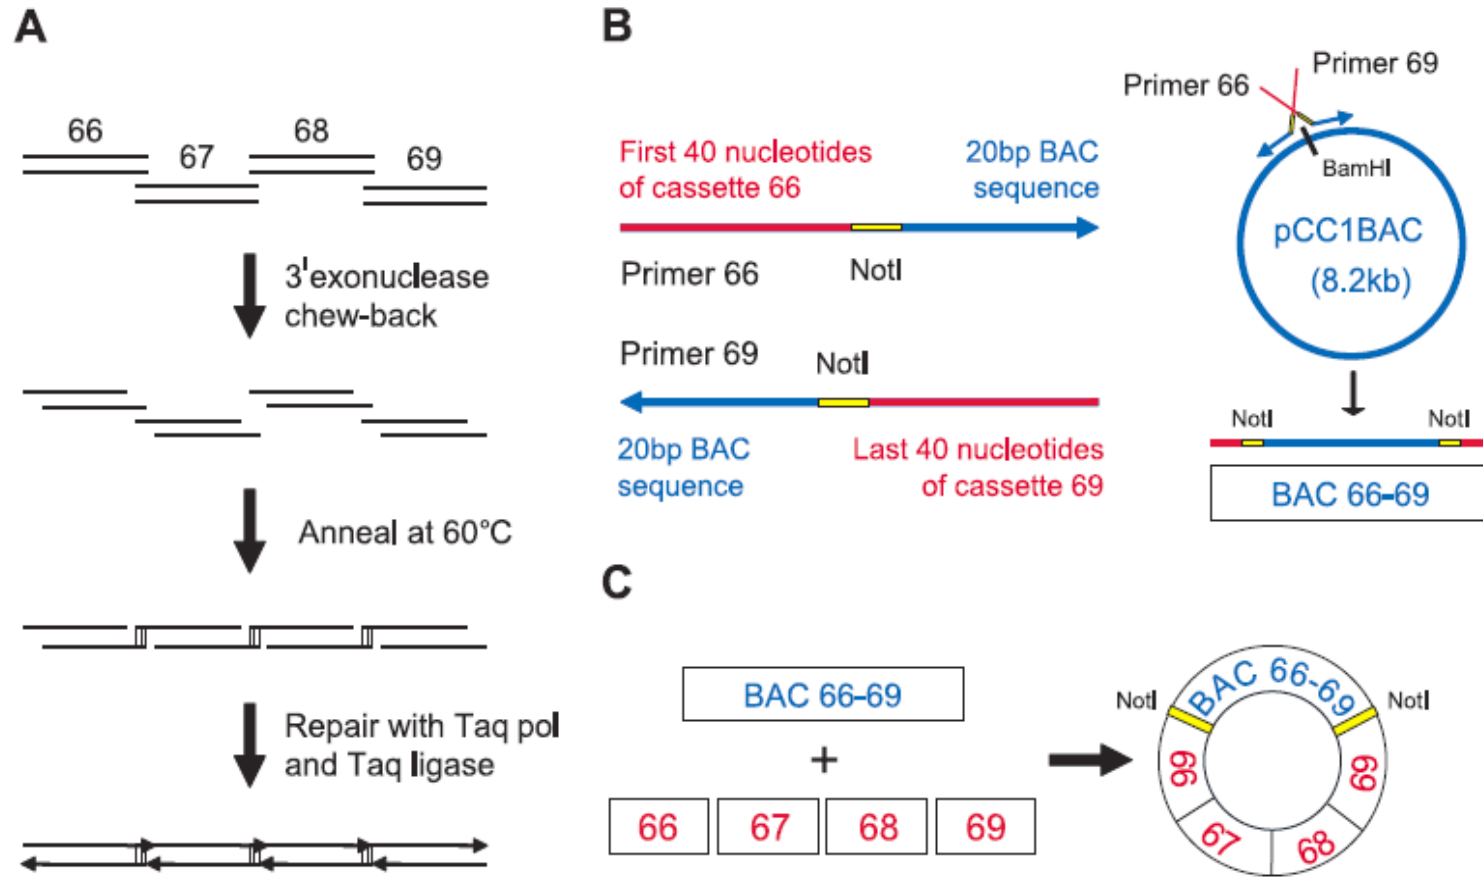 A
66
67
68
69
3'exonuclease
chew-back
Anneal at 60°C
Repair with Taq pol
and Taq ligase
B
First 40 nucleotides
of cassette 66
20bp BAC
sequence
Primer 66
NotI
Primer 69
NotI
20bp BAC
sequence
Last 40 nucleotides
of cassette 69
Primer 69
Primer 66
BamHI
pCC1BAC
(8.2kb)
NotI
NotI
BAC 66-69
C
BAC 66-69
+
66
67
68
69
NotI
BAC 66-69
NotI
66
69
67
68